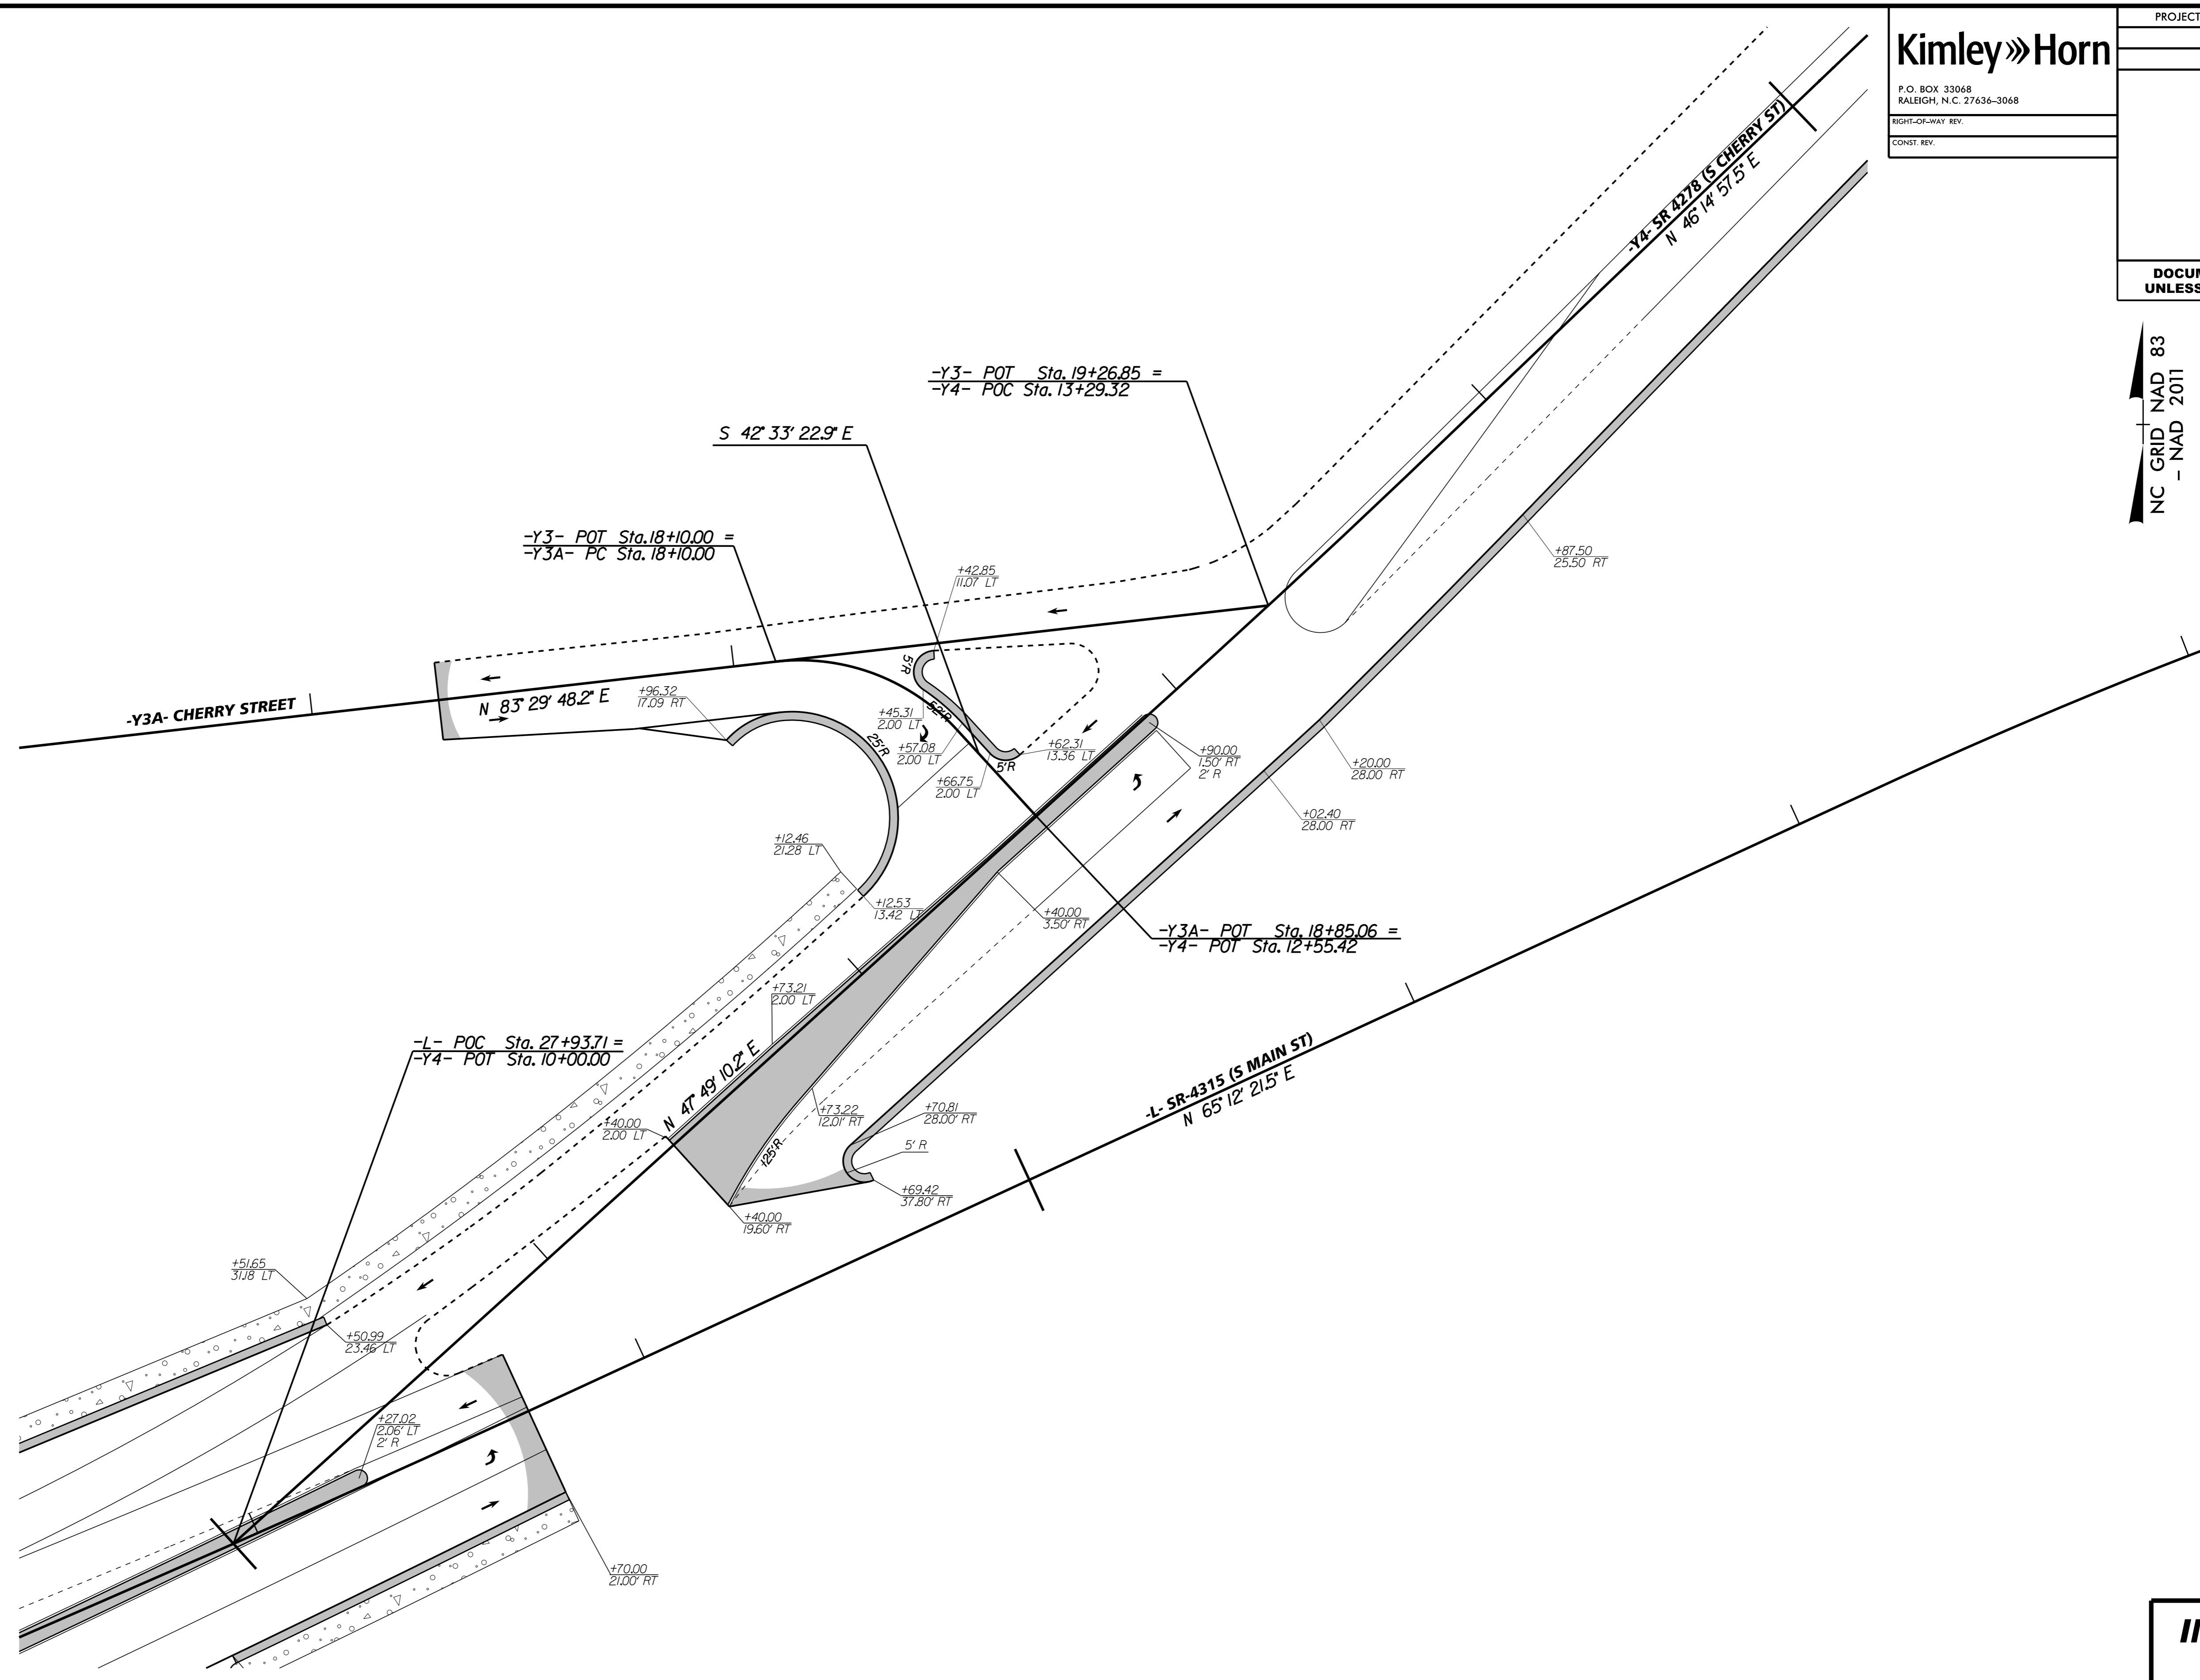 Kimley»Horn
P.O. BOX 33068
RALEIGH, N.C. 27636–3068
RIGHT–OF–WAY REV.
CONST. REV.
PROJECT
DOCUM
UNLESS
NC GRID NAD 83
– NAD 2011
-Y4- SR 4278 (S CHERRY ST)
N 46° 14' 57.5" E
-Y3- POT Sta. 19+26.85 =
-Y4- POC Sta. 13+29.32
S 42° 33' 22.9" E
-Y3- POT Sta. 18+10.00 =
-Y3A- PC Sta. 18+10.00
+42.85
11.07 LT
+87.50
25.50 RT
-Y3A- CHERRY STREET
N 83° 29' 48.2" E
+96.32
17.09 RT
5'R
52'R
+45.31
2.00 LT
25'R
+57.08
2.00 LT
+62.31
13.36 LT
5'R
+66.75
2.00 LT
+90.00
1.50' RT
2' R
+20.00
28.00 RT
+02.40
28.00 RT
+12.46
21.28 LT
+12.53
13.42 LT
+40.00
3.50' RT
-Y3A- POT Sta. 18+85.06 =
-Y4- POT Sta. 12+55.42
+73.21
2.00 LT
-L- POC Sta. 27+93.71 =
-Y4- POT Sta. 10+00.00
N 47° 49' 10.2" E
-L- SR-4315 (S MAIN ST)
N 65° 12' 21.5" E
+40.00
2.00 LT
+73.22
12.01' RT
+70.81
28.00' RT
5' R
125'R
+69.42
37.80' RT
+40.00
19.60' RT
+51.65
31.18 LT
+50.99
23.46 LT
+27.02
2.06' LT
2' R
+70.00
21.00' RT